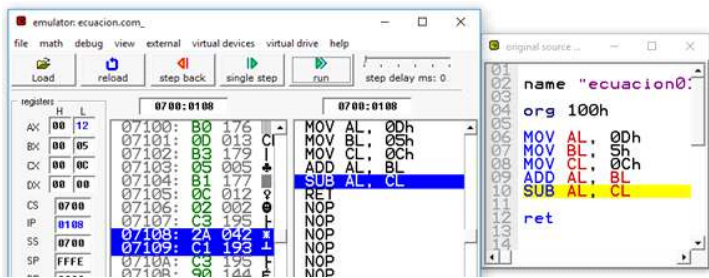 emulator: ecuacion.com_
file math debug view external virtual devices virtual drive help
Load reload step back single step run step delay ms: 0
registers
H L
0700:0108 0700:0108
AX 00 12
BX 00 05
CX 00 0C
DX 00 00
CS 0700
IP 0108
SS 0700
SP FFFE
07100: B0 176
07101: 0D 013
07102: B3 179
07103: 05 005 ♣
07104: B1 177
07105: 0C 012 ♀
07106: 02 002 ☻
07107: C3 195 ├
07108: 2A 042 *
07109: C1 193 ┴
0710A: C3 195 ├
0710B: 90 144 É
MOV AL, 0Dh
MOV BL, 05h
MOV CL, 0Ch
ADD AL, BL
SUB AL, CL
RET
NOP
NOP
NOP
NOP
NOP
NOP
original source ...
01
02 name "ecuacion01
03
04 org 100h
05
06 MOV AL, 0Dh
07 MOV BL, 5h
08 MOV CL, 0Ch
09 ADD AL, BL
10 SUB AL, CL
11
12 ret
13
14